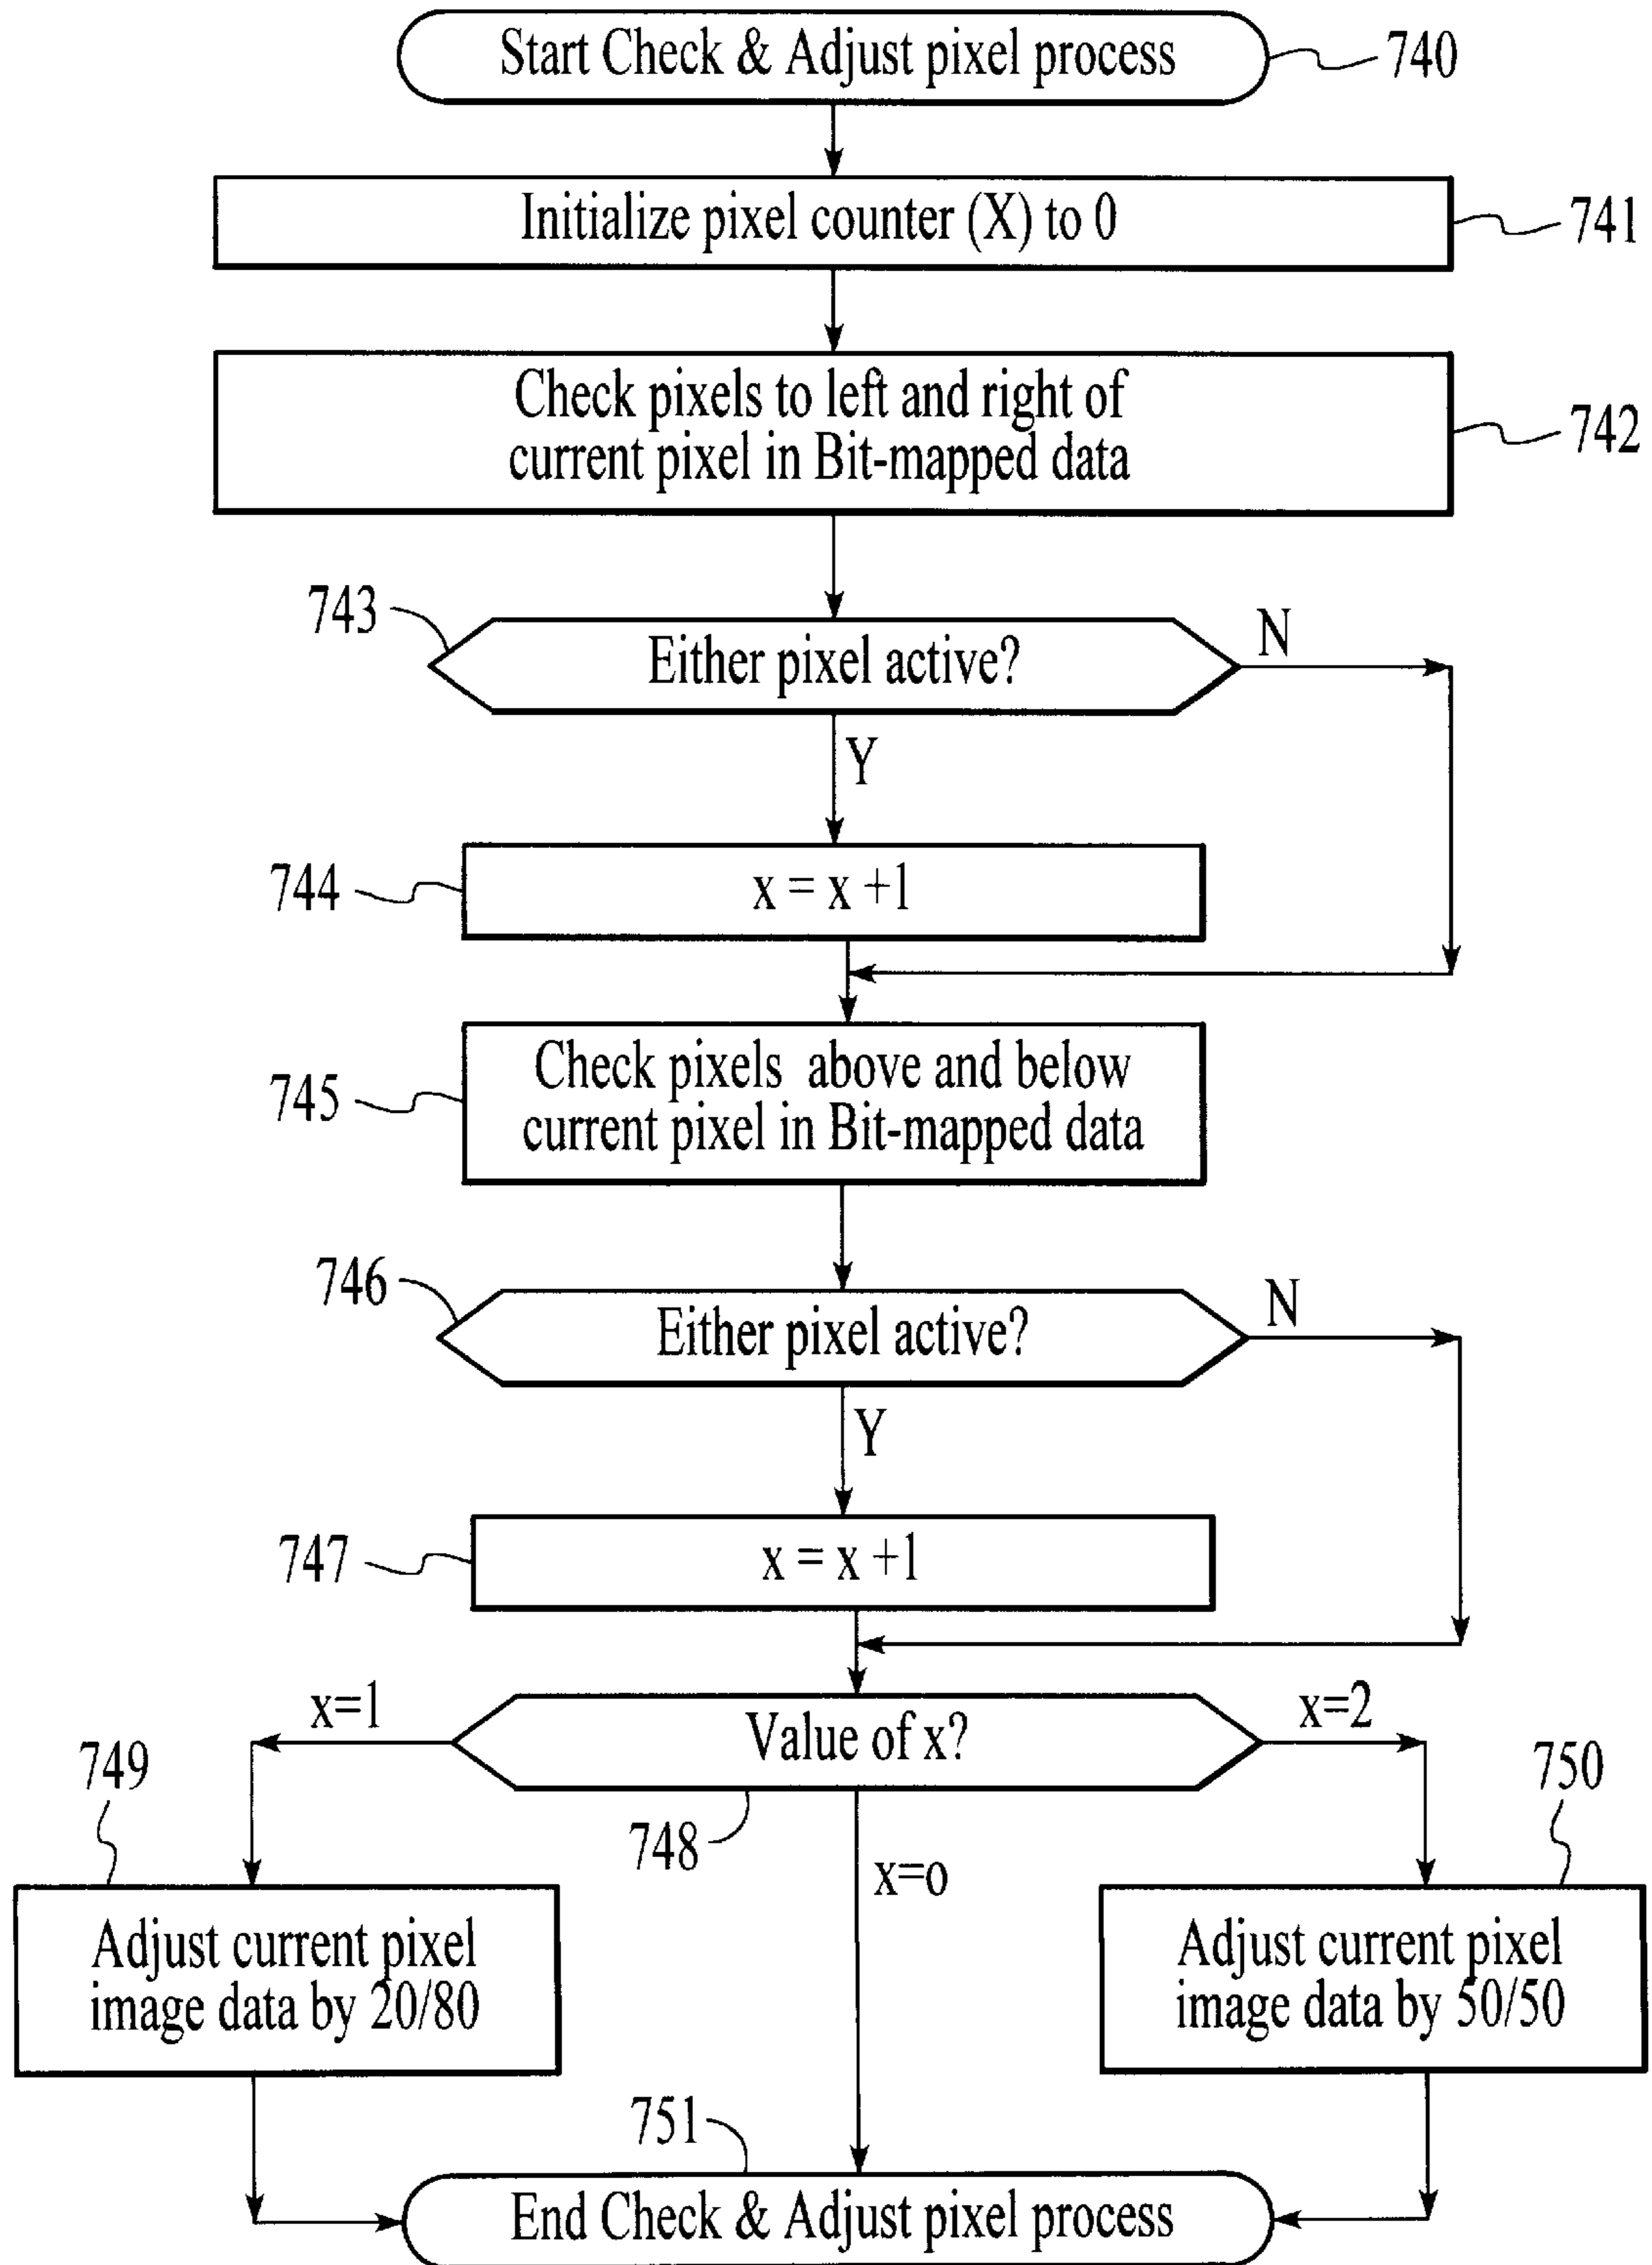 Start Check & Adjust pixel process
740
Initialize pixel counter (X) to 0
741
Check pixels to left and right of
current pixel in Bit-mapped data
742
743
Either pixel active?
N
Y
744
x = x +1
745
Check pixels above and below
current pixel in Bit-mapped data
746
Either pixel active?
N
Y
747
x = x +1
x=1
Value of x?
x=2
749
748
x=o
750
Adjust current pixel
image data by 20/80
Adjust current pixel
image data by 50/50
751
End Check & Adjust pixel process